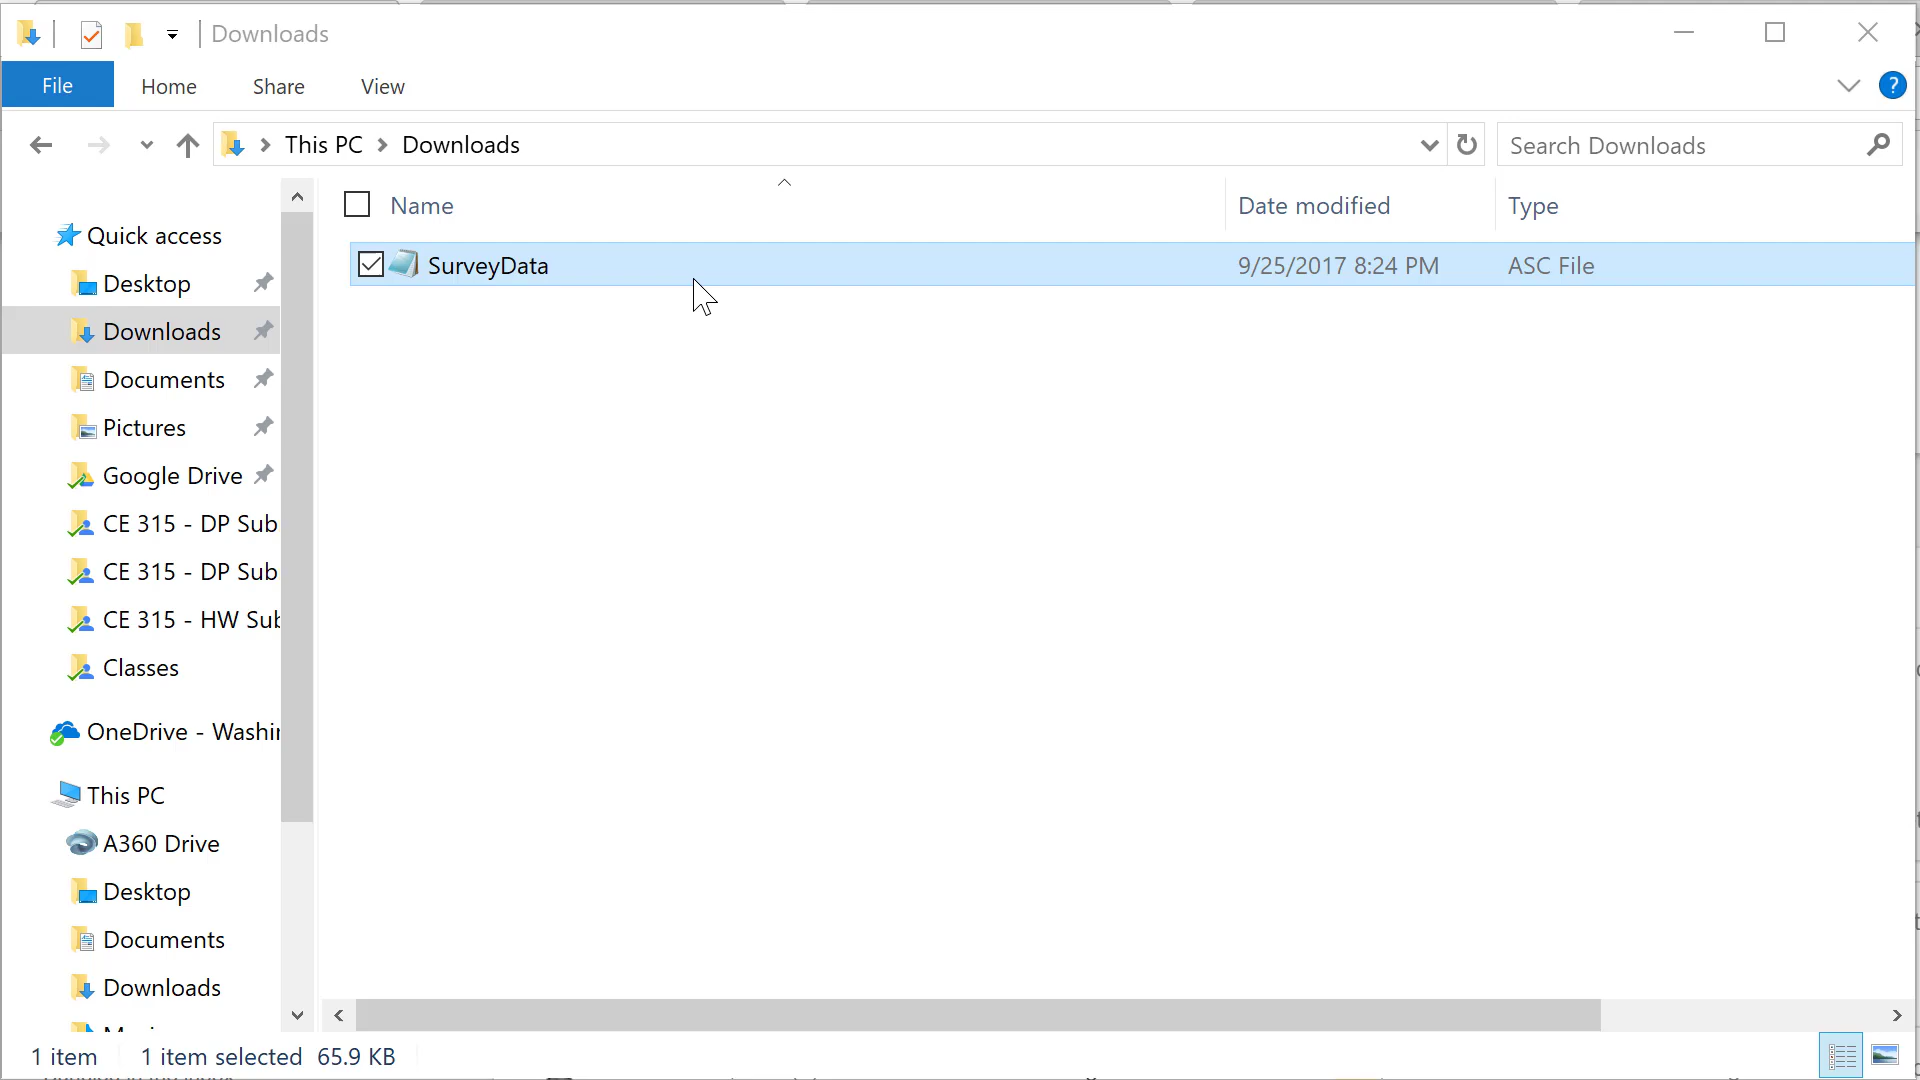 Downloads
File Home Share View
?
This PC Downloads
Search Downloads
Name Date modified Type
Quick access
SurveyData 9/25/2017 8:24 PM ASC File
Desktop
Downloads
Documents
Pictures
Google Drive
CE 315 - DP Sub
CE 315 - DP Sub
CE 315 - HW Sub
Classes
OneDrive - Washin
This PC
A360 Drive
Desktop
Documents
Downloads
1 item 1 item selected 65.9 KB